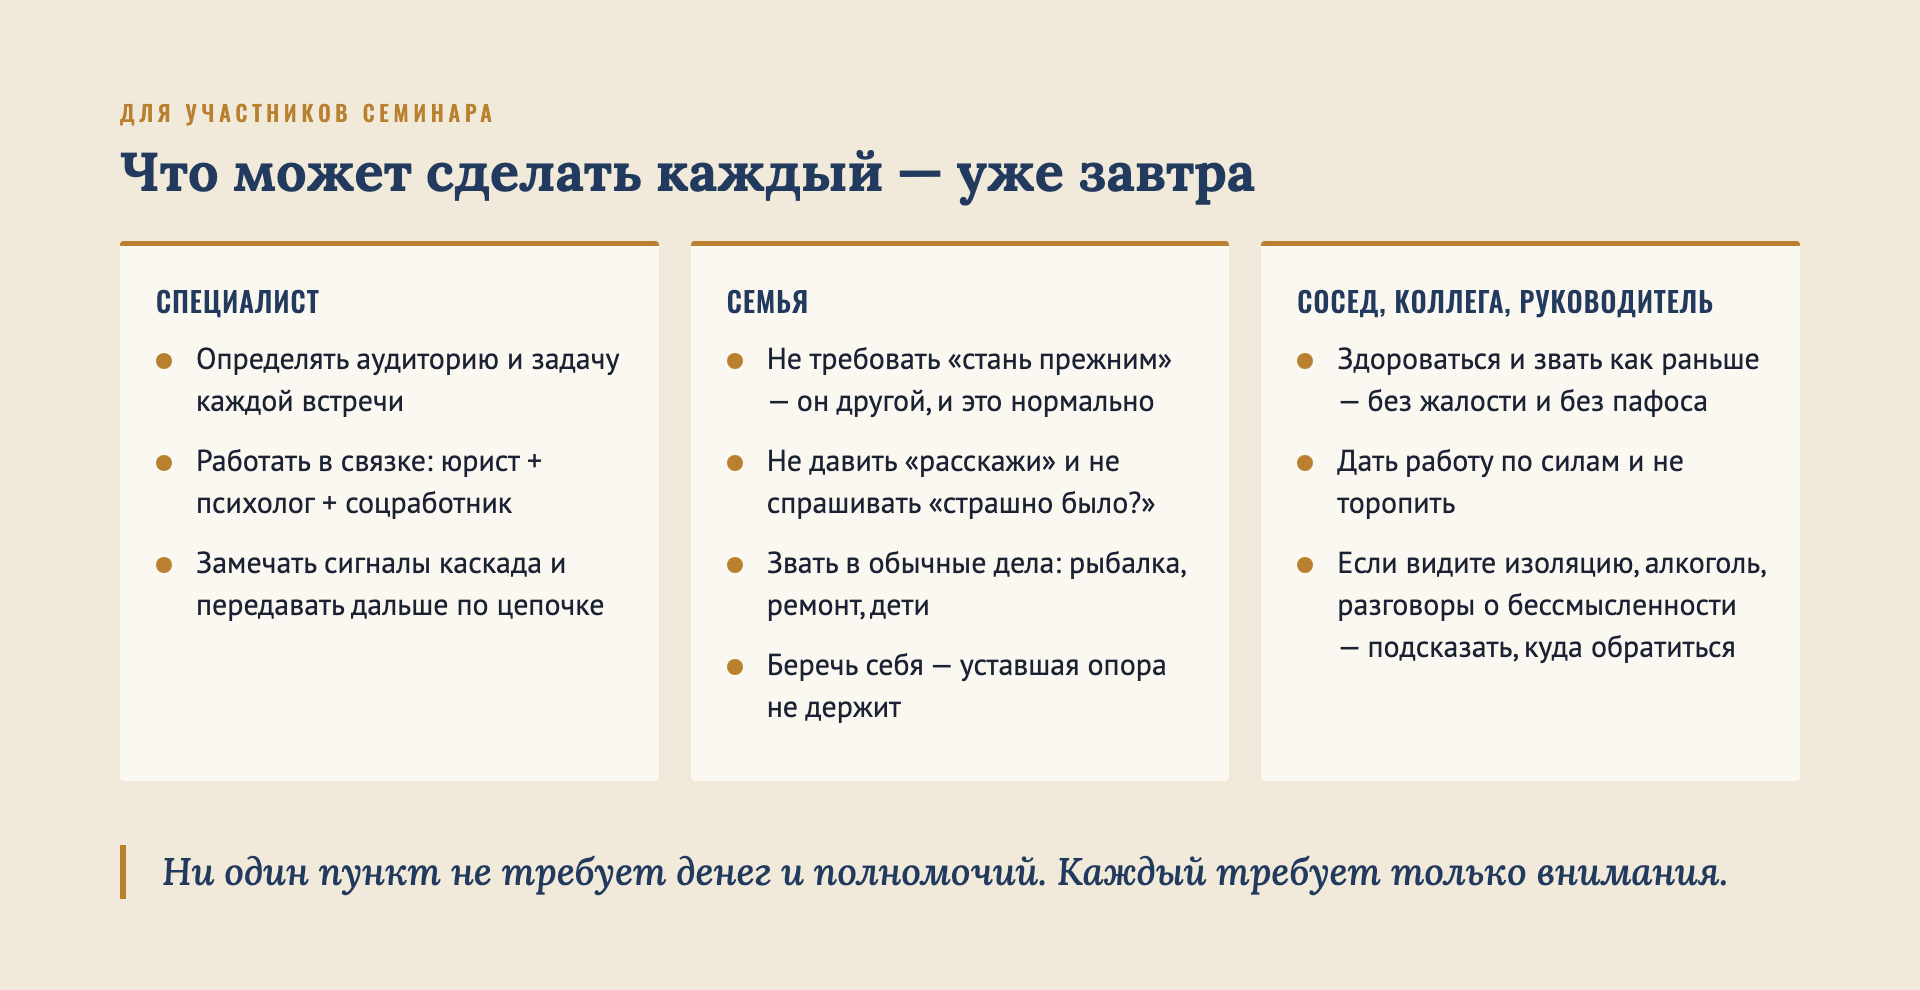 ДЛЯ УЧАСТНИКОВ СЕМИНАРА
Что может сделать каждый — уже завтра
СПЕЦИАЛИСТ
Определять аудиторию и задачу
каждой встречи
Работать в связке: юрист +
психолог + соцработник
Замечать сигналы каскада и
передавать дальше по цепочке
СЕМЬЯ
Не требовать «стань прежним»
— он другой, и это нормально
Не давить «расскажи» и не
спрашивать «страшно было?»
Звать в обычные дела: рыбалка,
ремонт, дети
Беречь себя — уставшая опора
не держит
СОСЕД, КОЛЛЕГА, РУКОВОДИТЕЛЬ
Здороваться и звать как раньше
— без жалости и без пафоса
Дать работу по силам и не
торопить
Если видите изоляцию, алкоголь,
разговоры о бессмысленности
— подсказать, куда обратиться
Ни один пункт не требует денег и полномочий. Каждый требует только внимания.